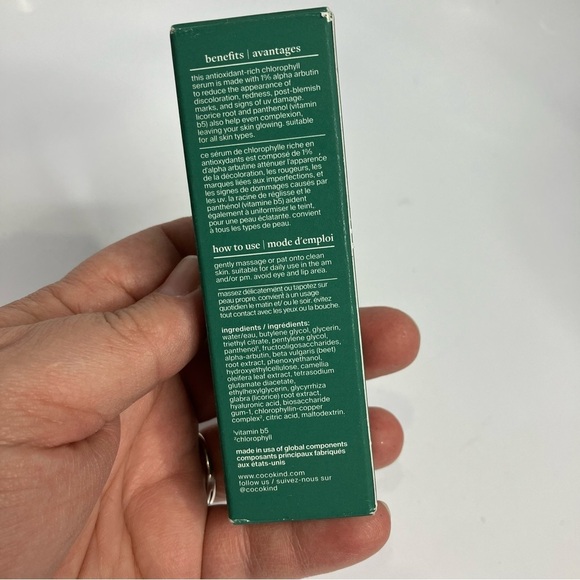 benefits | avantages
this antioxidant-rich chlorophyll
serum is made with 1% alpha arbutin
to reduce the appearance of
discoloration, redness, post-blemish
marks, and signs of uv damage.
licorice root and panthenol (vitamin
b5) also help even complexion,
leaving your skin glowing. suitable
for all skin types.
ce sérum de chlorophylle riche en
antioxydants est composé de 1%
d'alpha arbutine atténuer l'apparence
de la décoloration, les rougeurs, les
marques liées aux imperfections, et
les signes de dommages causés par
les uv. la racine de réglisse et le
panthénol (vitamine b5) aident
également à uniformiser le teint,
pour une peau éclatante. convient
à tous les types de peau.
how to use | mode d'emploi
gently massage or pat onto clean
skin. suitable for daily use in the am
and/or pm. avoid eye and lip area.
massez délicatement ou tapotez sur
peau propre. convient à un usage
quotidien le matin et/ ou le soir. évitez
tout contact avec les yeux ou la bouche.
ingredients / ingrédients:
water/eau, butylene glycol, glycerin,
triethyl citrate, pentylene glycol,
panthenol¹, fructooligosaccharides,
alpha-arbutin, beta vulgaris (beet)
root extract, phenoxyethanol,
hydroxyethylcellulose, camellia
oleifera leaf extract, tetrasodium
glutamate diacetate,
ethylhexylglycerin, glycyrrhiza
glabra (licorice) root extract,
hyaluronic acid, biosaccharide
gum-1, chlorophyllin-copper
complex², citric acid, maltodextrin.
¹vitamin b5
²chlorophyll
made in usa of global components
composants principaux fabriqués
aux états-unis
www.cocokind.com
follow us / suivez-nous sur
@cocokind